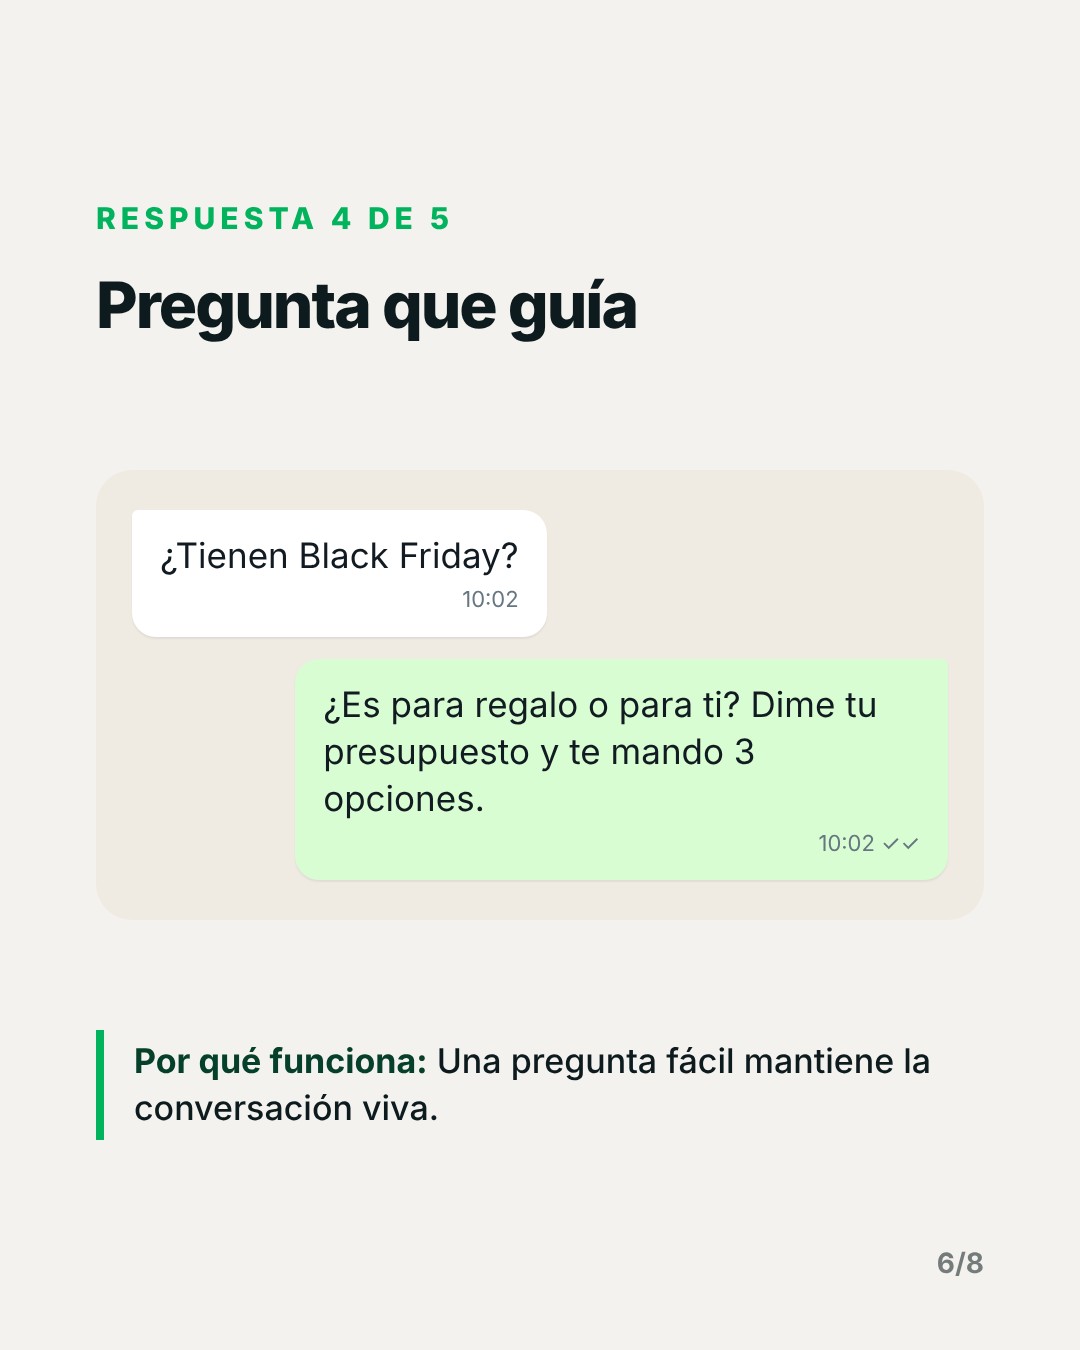 RESPUESTA 4 DE 5
Pregunta que guía
¿Tienen Black Friday?
10:02
¿Es para regalo o para ti? Dime tu
presupuesto y te mando 3
opciones.
10:02 ✓✓
Por qué funciona: Una pregunta fácil mantiene la
conversación viva.
6/8